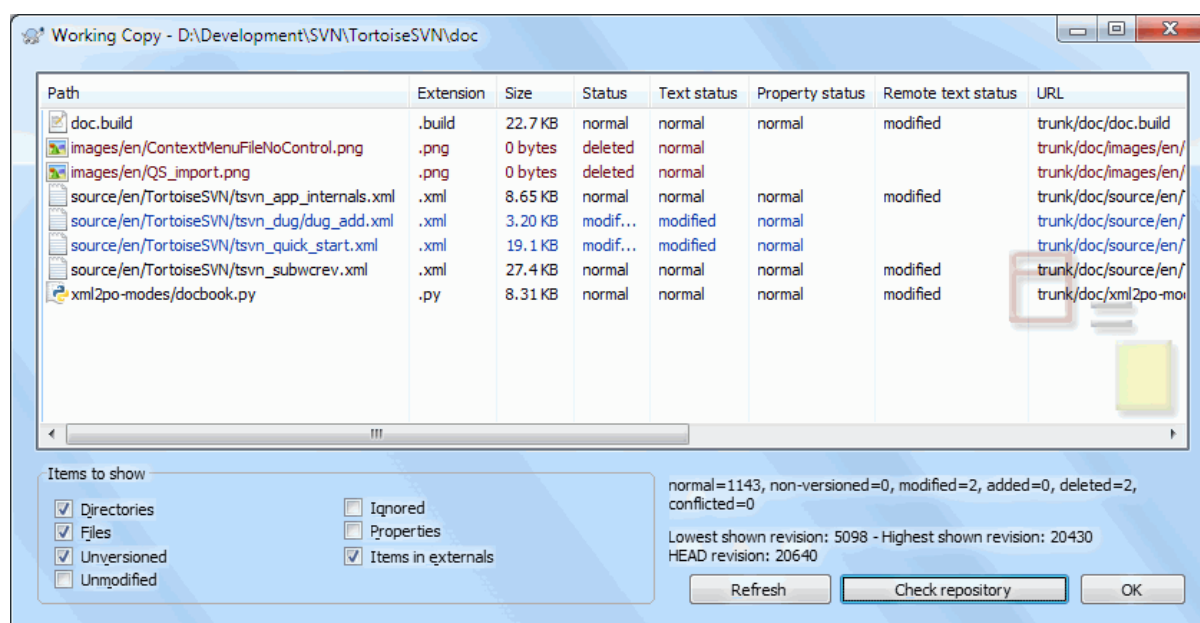 Working Copy - D:\Development\SVN\TortoiseSVN\doc
Path Extension Size Status Text status Property status Remote text status URL
doc.build .build 22.7 KB normal normal normal modified trunk/doc/doc.build
images/en/ContextMenuFileNoControl.png .png 0 bytes deleted normal trunk/doc/images/en/
images/en/QS_import.png .png 0 bytes deleted normal trunk/doc/images/en/
source/en/TortoiseSVN/tsvn_app_internals.xml .xml 8.65 KB normal normal normal modified trunk/doc/source/en/
source/en/TortoiseSVN/tsvn_dug/dug_add.xml .xml 3.20 KB modif... modified normal trunk/doc/source/en/
source/en/TortoiseSVN/tsvn_quick_start.xml .xml 19.1 KB modif... modified normal trunk/doc/source/en/
source/en/TortoiseSVN/tsvn_subwcrev.xml .xml 27.4 KB normal normal normal modified trunk/doc/source/en/
xml2po-modes/docbook.py .py 8.31 KB normal normal normal modified trunk/doc/xml2po-mo
Items to show
Directories Ignored
Files Properties
Unversioned Items in externals
Unmodified
normal=1143, non-versioned=0, modified=2, added=0, deleted=2,
conflicted=0
Lowest shown revision: 5098 - Highest shown revision: 20430
HEAD revision: 20640
Refresh Check repository OK